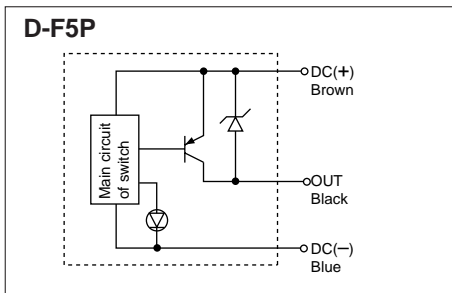 D-F5P
DC(+)
Brown
Main circuit
of switch
OUT
Black
DC(−)
Blue